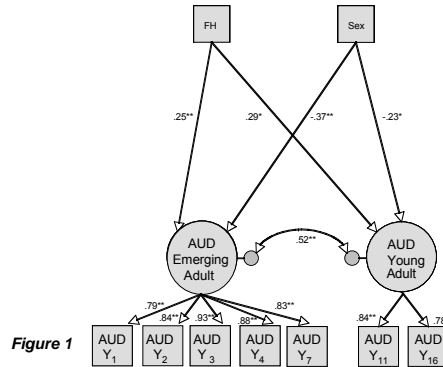 FH
Sex
.25**
.29*
-.37**
-.23*
AUD
Emerging
Adult
.52**
AUD
Young
Adult
.79**
.84**
.93**
.88**
.83**
.84**
.78
AUD
Y1
AUD
Y2
AUD
Y3
AUD
Y4
AUD
Y7
AUD
Y11
AUD
Y16
Figure 1